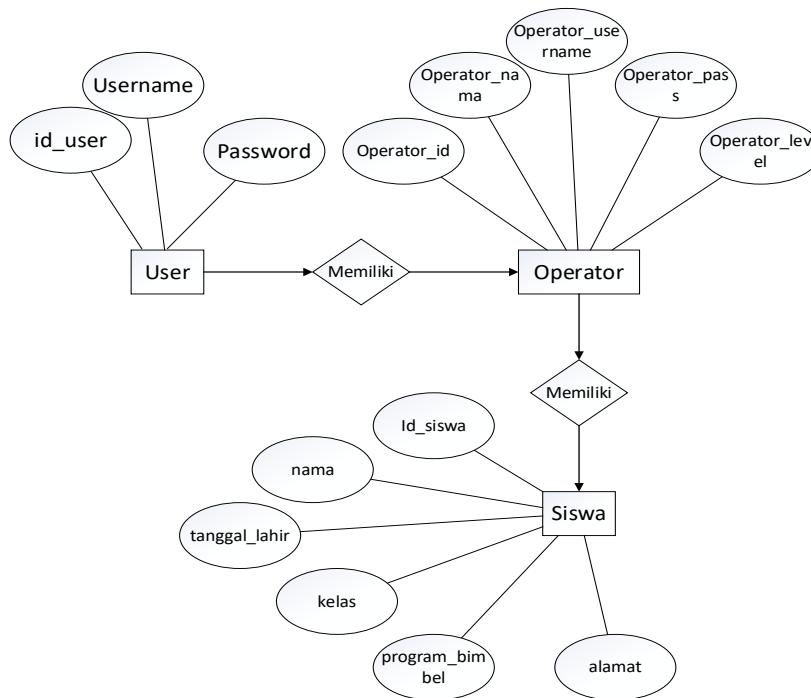 Operator_use
rname
Username
Operator_na
ma
Operator_pas
s
id_user
Password
Operator_id
Operator_lev
el
User
Memiliki
Operator
Memiliki
Id_siswa
nama
Siswa
tanggal_lahir
kelas
program_bim
bel
alamat